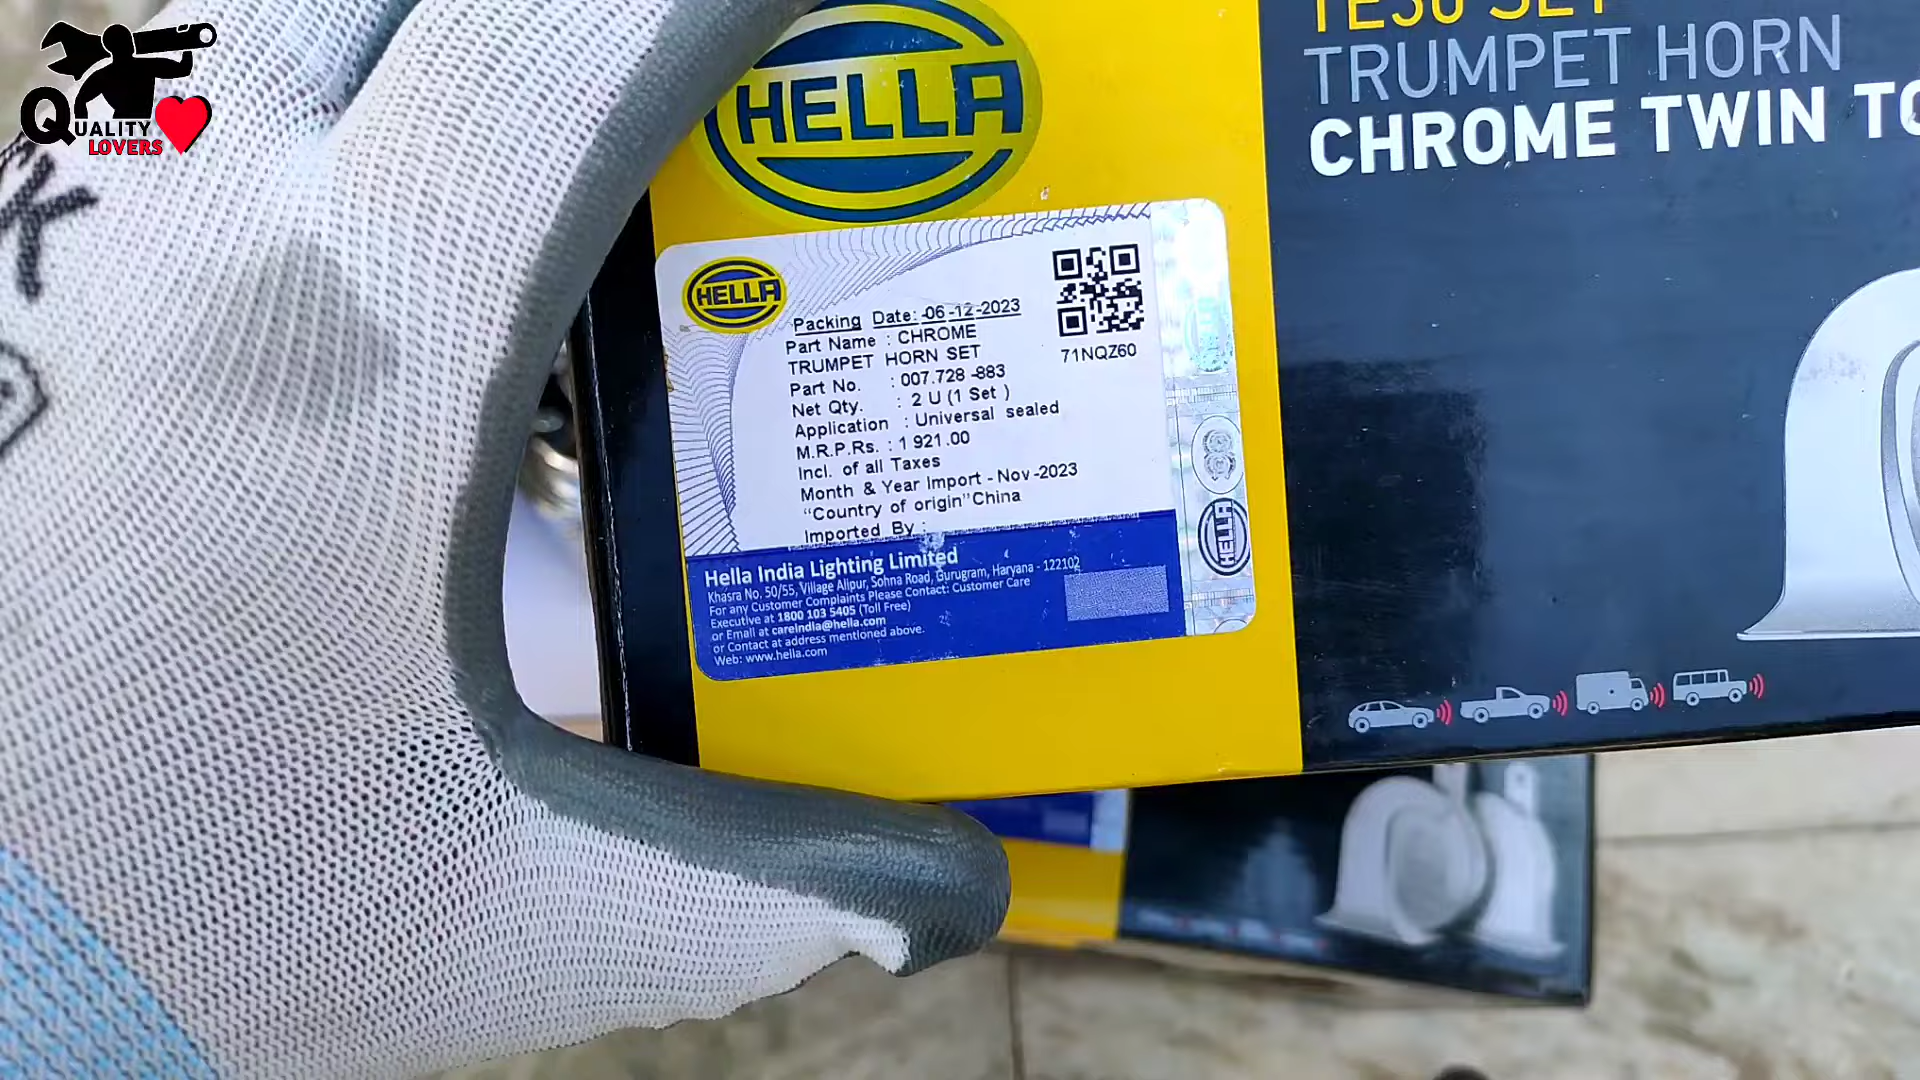 QUALITY
LOVERS
K
HELLA
TE30 SET
TRUMPET HORN
CHROME TWIN TO
HELLA
Packing Date:-06-12-2023
Part Name : CHROME
TRUMPET HORN SET
Part No. : 007.728-883
Net Qty. : 2 U (1 Set )
Application : Universal sealed
M.R.P.Rs. : 1 921.00
Incl. of all Taxes
Month & Year Import - Nov-2023
"Country of origin"China
Imported By :
71NQZ60
HELLA
Hella India Lighting Limited
Khasra No. 50/55, Village Alipur, Sohna Road, Gurugram, Haryana - 122102
For any Customer Complaints Please Contact: Customer Care
Executive at 1800 103 5405 (Toll Free)
or Email at careindia@hella.com
or Contact at address mentioned above.
Web: www.hella.com